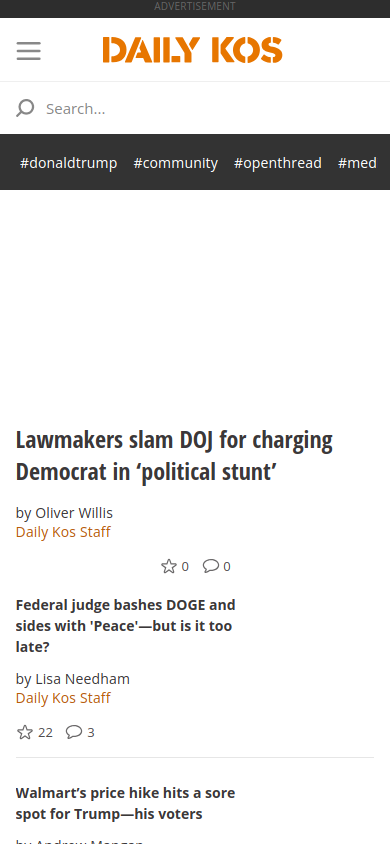 ADVERTISEMENT
DAILY KOS
Search...
#donaldtrump #community #openthread #med
Lawmakers slam DOJ for charging
Democrat in ‘political stunt’
by Oliver Willis
Daily Kos Staff
0 0
Federal judge bashes DOGE and
sides with 'Peace'—but is it too
late?
by Lisa Needham
Daily Kos Staff
22 3
Walmart’s price hike hits a sore
spot for Trump—his voters